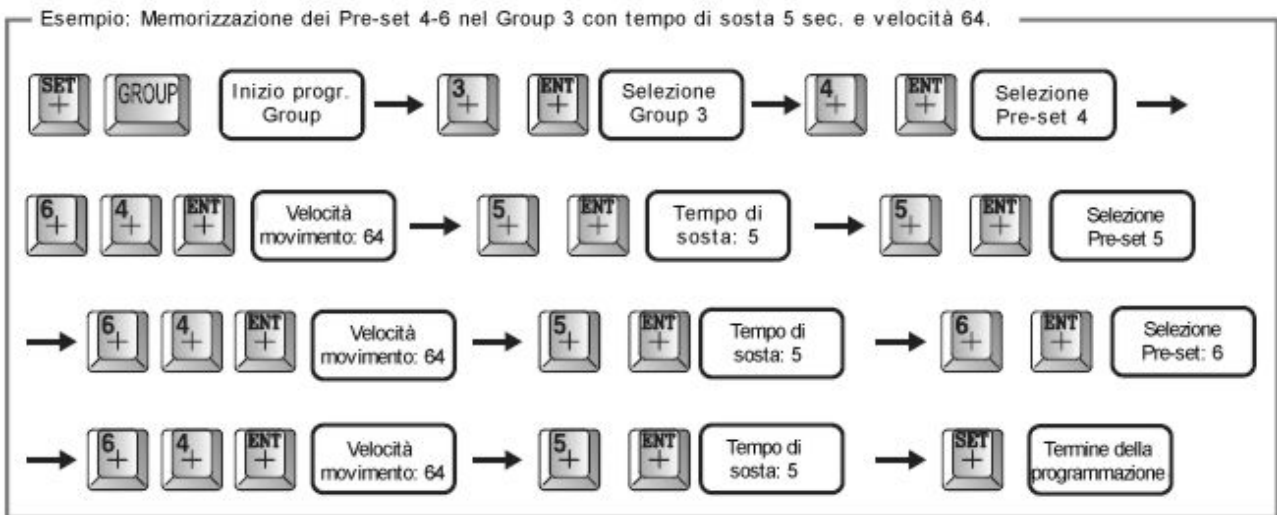 Esempio: Memorizzazione dei Pre-set 4-6 nel Group 3 con tempo di sosta 5 sec. e velocità 64.
SET + GROUP Inizio progr. Group 3 + ENT + Selezione Group 3 4 + ENT + Selezione Pre-set 4
6 + 4 + ENT + Velocità movimento: 64 5 + ENT + Tempo di sosta: 5 5 + ENT + Selezione Pre-set 5
6 + 4 + ENT + Velocità movimento: 64 5 + ENT + Tempo di sosta: 5 6 + ENT + Selezione Pre-set: 6
6 + 4 + ENT + Velocità movimento: 64 5 + ENT + Tempo di sosta: 5 SET + Termine della programmazione